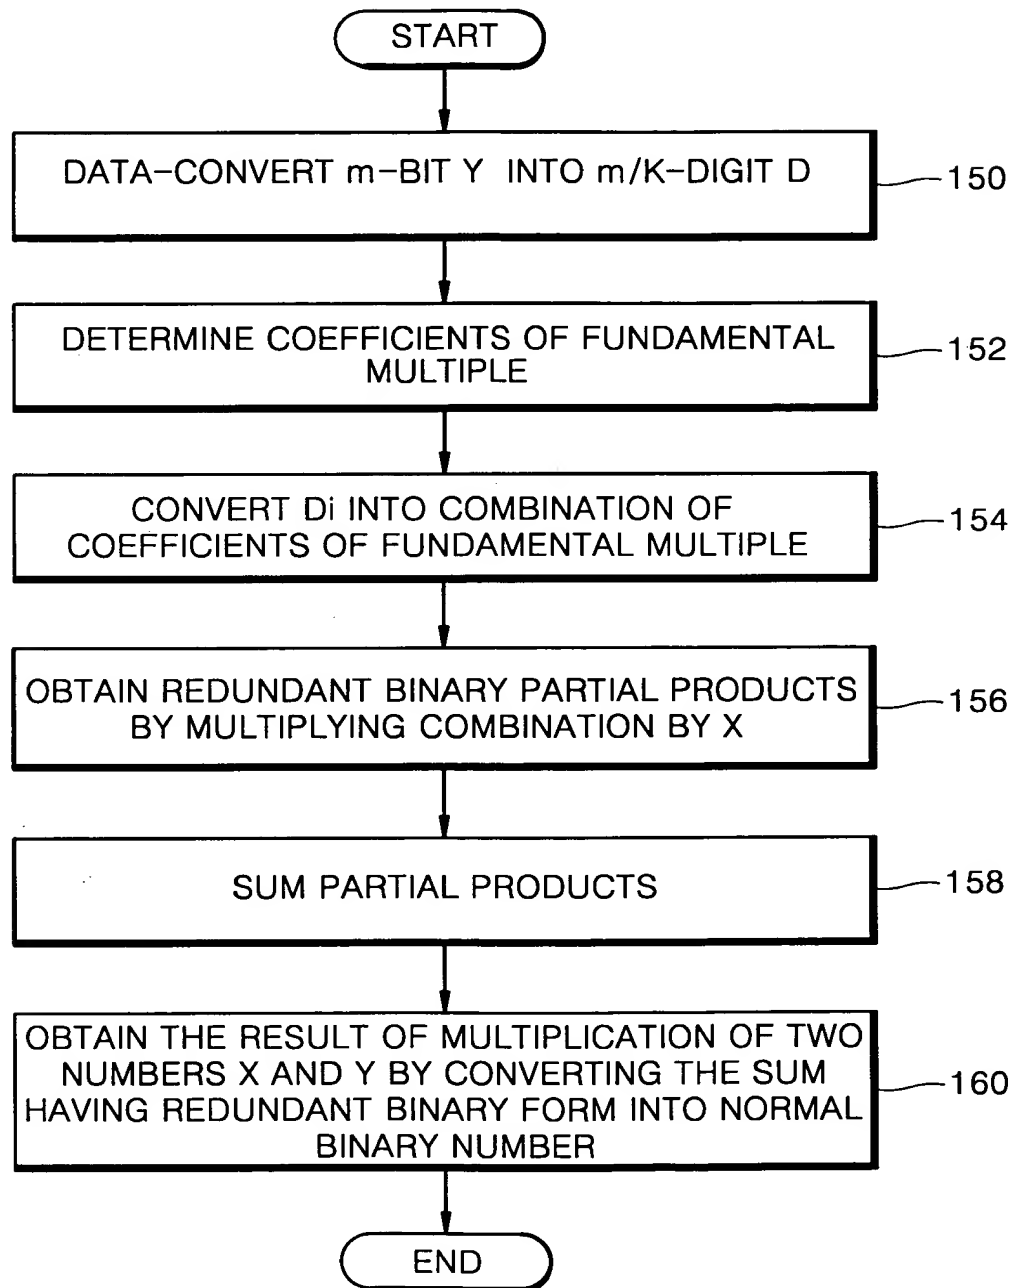 START
DATA-CONVERT m-BIT Y INTO m/K-DIGIT D
150
DETERMINE COEFFICIENTS OF FUNDAMENTAL
MULTIPLE
152
CONVERT Di INTO COMBINATION OF
COEFFICIENTS OF FUNDAMENTAL MULTIPLE
154
OBTAIN REDUNDANT BINARY PARTIAL PRODUCTS
BY MULTIPLYING COMBINATION BY X
156
SUM PARTIAL PRODUCTS
158
OBTAIN THE RESULT OF MULTIPLICATION OF TWO
NUMBERS X AND Y BY CONVERTING THE SUM
HAVING REDUNDANT BINARY FORM INTO NORMAL
BINARY NUMBER
160
END